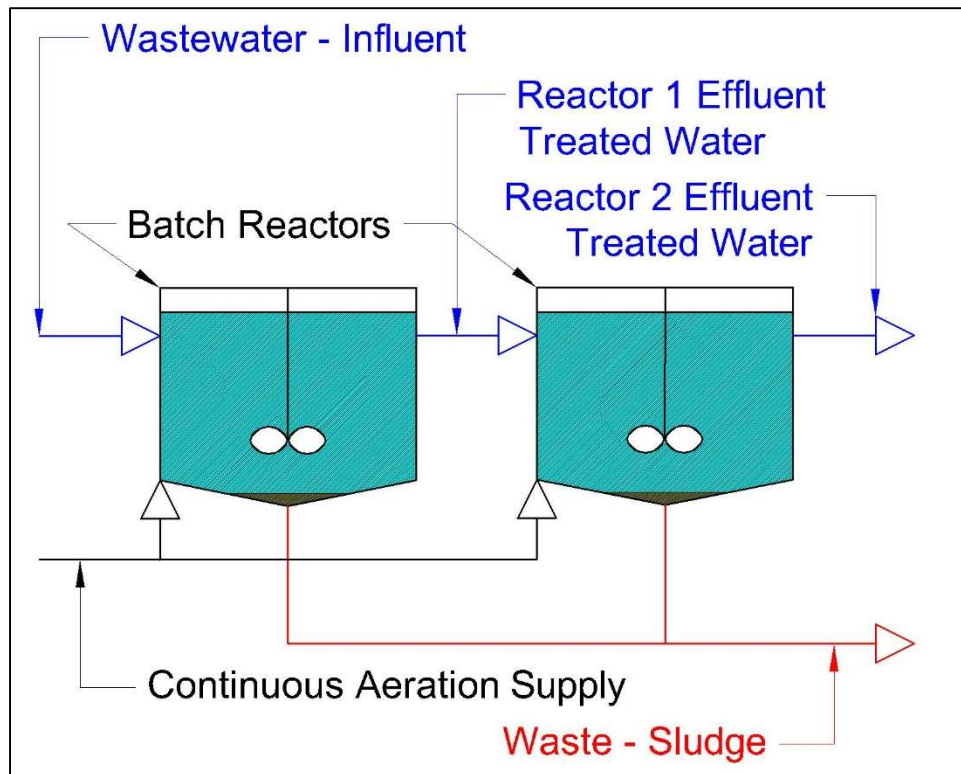 Wastewater - Influent
Reactor 1 Effluent
Treated Water
Reactor 2 Effluent
Treated Water
Batch Reactors
Continuous Aeration Supply
Waste - Sludge